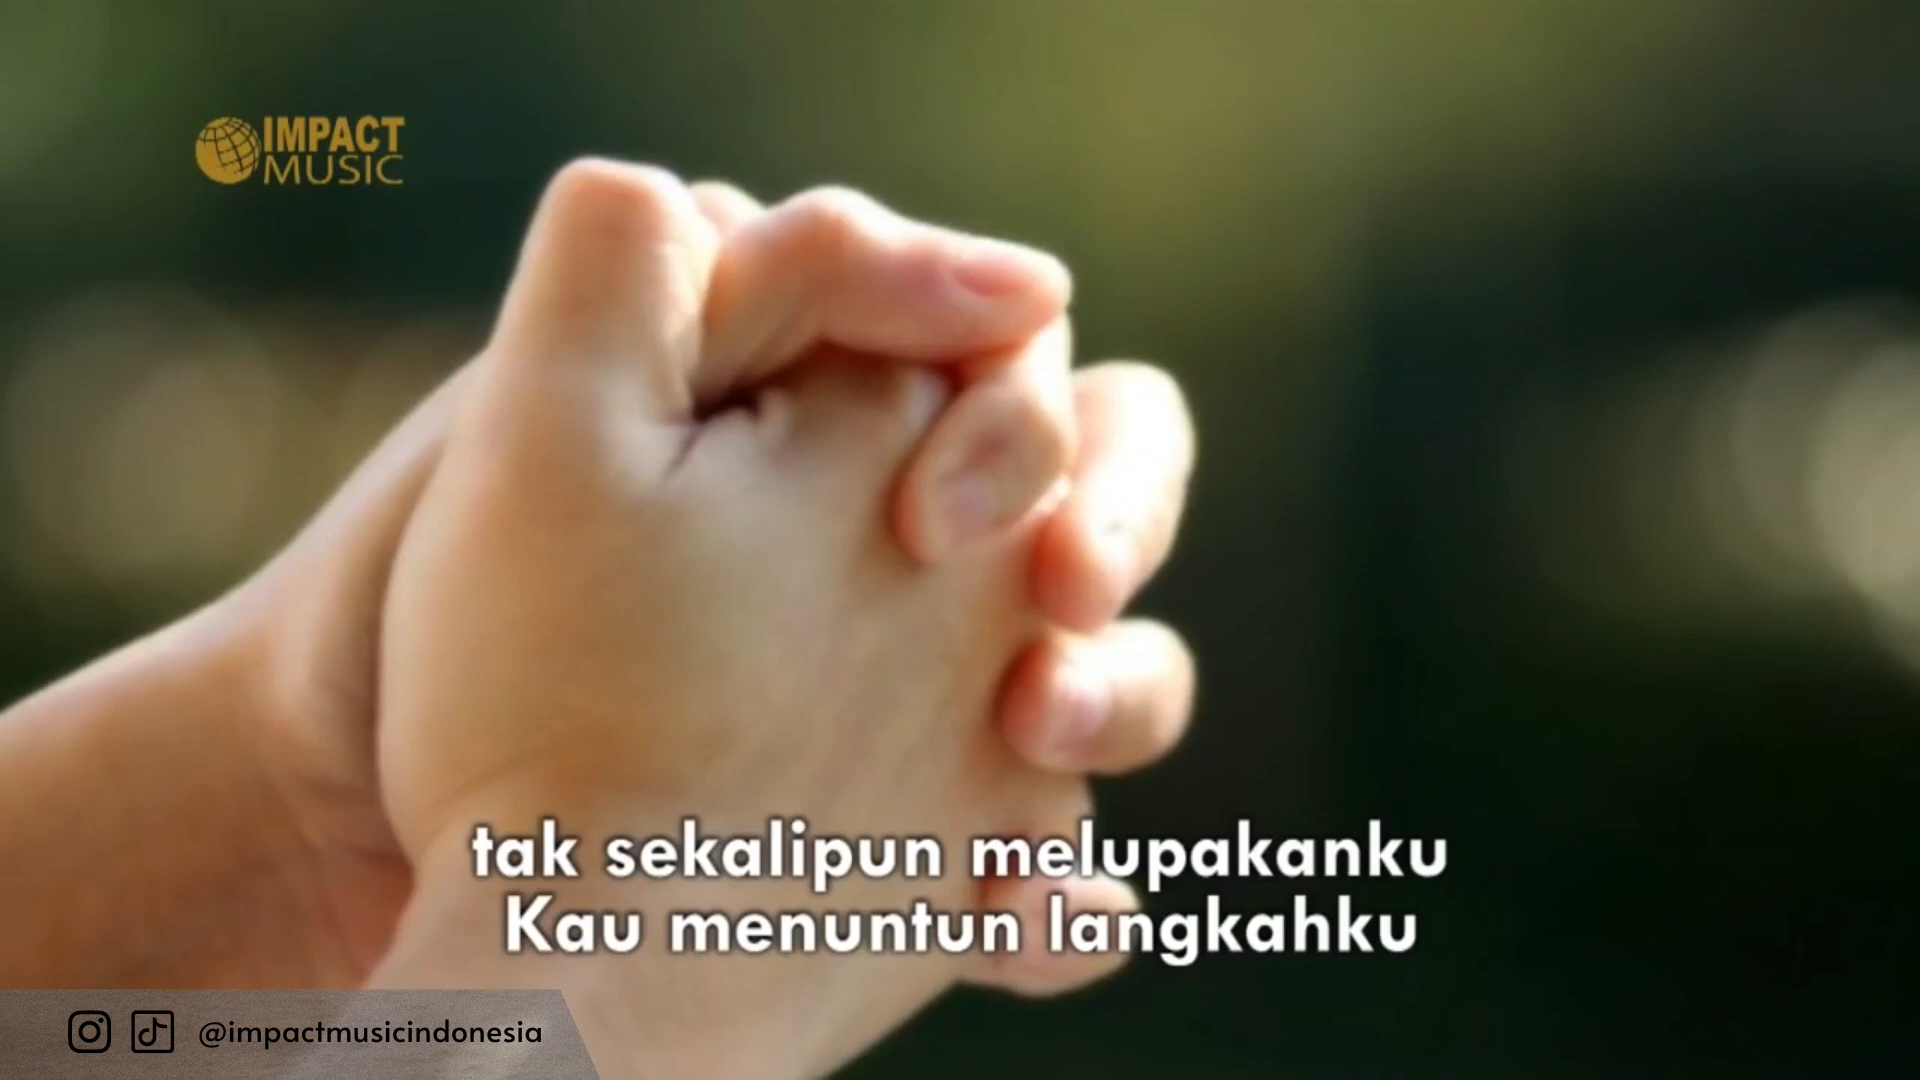 IMPACT
MUSIC
tak sekalipun melupakanku
Kau menuntun langkahku
@impactmusicindonesia